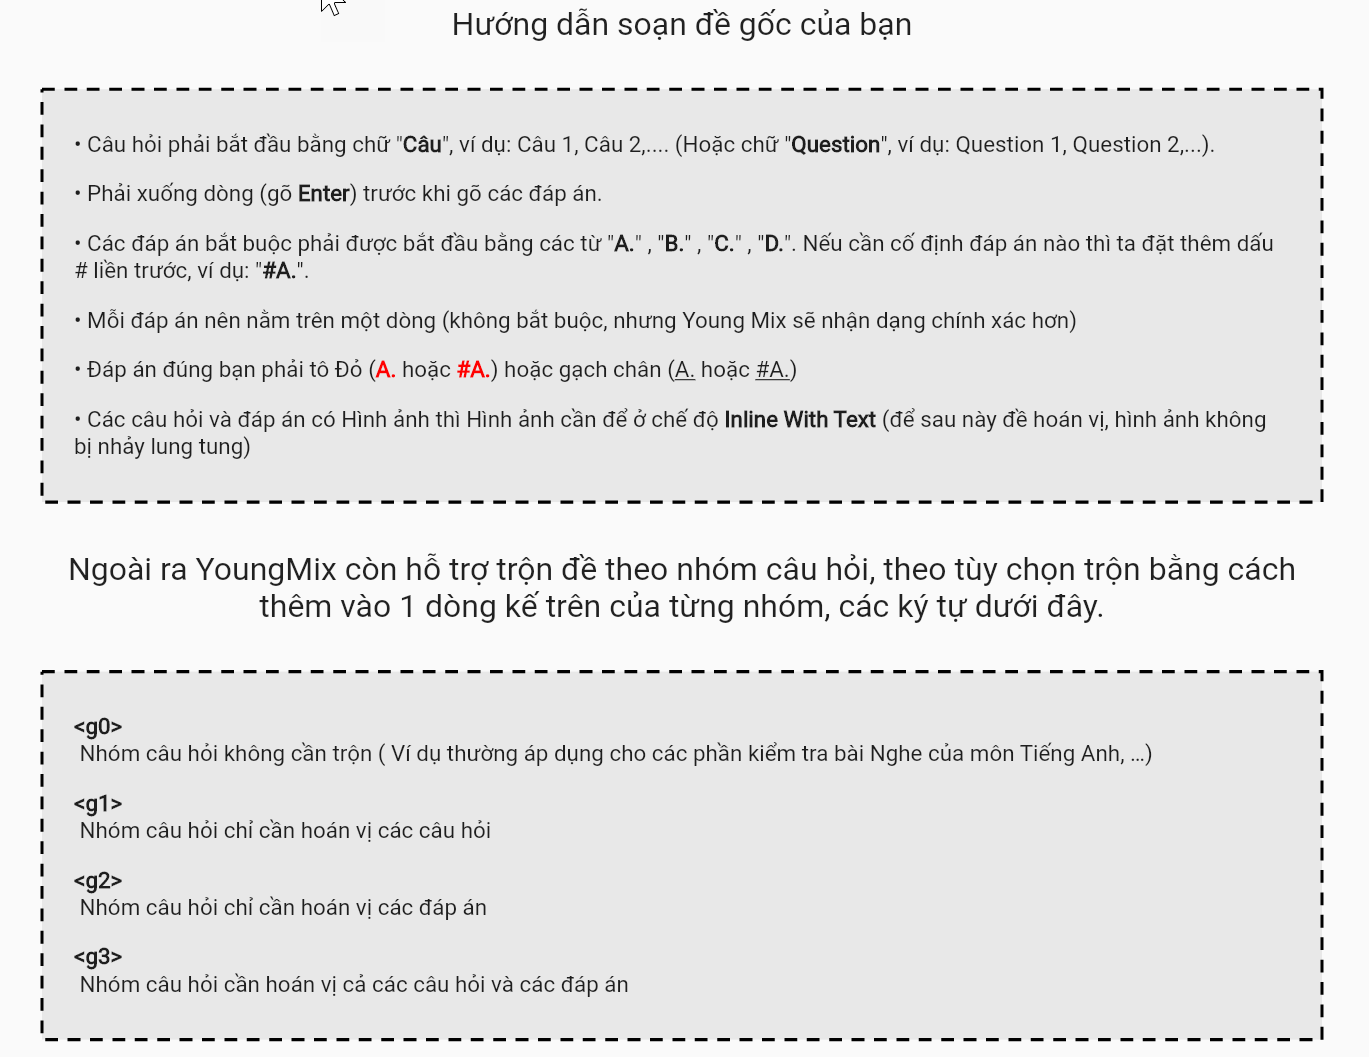 Hướng dẫn soạn đề gốc của bạn
• Câu hỏi phải bắt đầu bằng chữ "Câu", ví dụ: Câu 1, Câu 2,.... (Hoặc chữ "Question", ví dụ: Question 1, Question 2,...).
• Phải xuống dòng (gõ Enter) trước khi gõ các đáp án.
• Các đáp án bắt buộc phải được bắt đầu bằng các từ "A." , "B." , "C." , "D.". Nếu cần cố định đáp án nào thì ta đặt thêm dấu
# liền trước, ví dụ: "#A.".
• Mỗi đáp án nên nằm trên một dòng (không bắt buộc, nhưng Young Mix sẽ nhận dạng chính xác hơn)
• Đáp án đúng bạn phải tô Đỏ (A. hoặc #A.) hoặc gạch chân (A. hoặc #A.)
• Các câu hỏi và đáp án có Hình ảnh thì Hình ảnh cần để ở chế độ Inline With Text (để sau này đề hoán vị, hình ảnh không
bị nhảy lung tung)
Ngoài ra YoungMix còn hỗ trợ trộn đề theo nhóm câu hỏi, theo tùy chọn trộn bằng cách
thêm vào 1 dòng kế trên của từng nhóm, các ký tự dưới đây.
<g0>
Nhóm câu hỏi không cần trộn ( Ví dụ thường áp dụng cho các phần kiểm tra bài Nghe của môn Tiếng Anh, ...)
<g1>
Nhóm câu hỏi chỉ cần hoán vị các câu hỏi
<g2>
Nhóm câu hỏi chỉ cần hoán vị các đáp án
<g3>
Nhóm câu hỏi cần hoán vị cả các câu hỏi và các đáp án